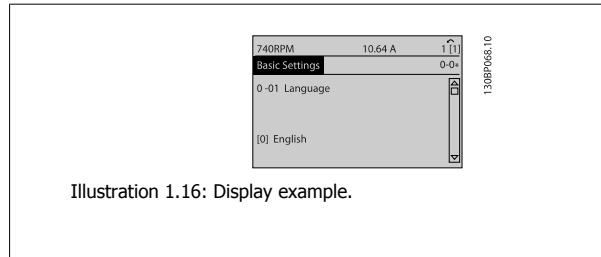 740RPM 10.64 A 1 [1]
Basic Settings 0-0*
0 -01 Language
[0] English
130BP068.10
Illustration 1.16: Display example.